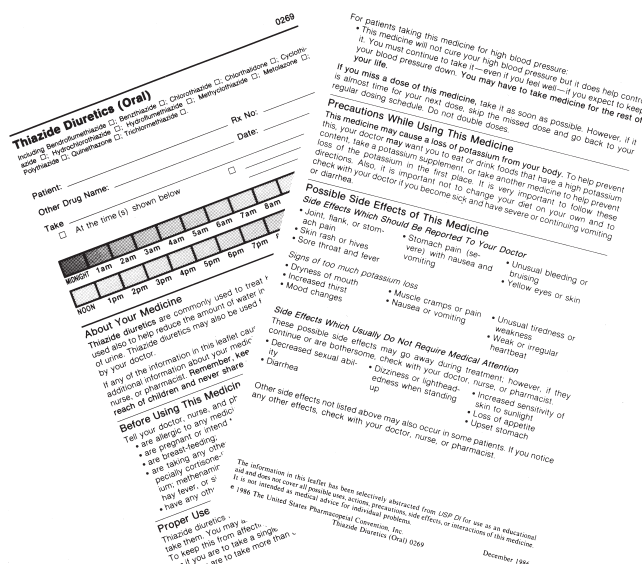 0269
Thiazide Diuretics (Oral)
Including Bendroflumethiazide □; Benzthiazide □; Chlorothiazide □; Chlorthalidone □; Cyclothi-
azide □; Hydrochlorothiazide □; Hydroflumethiazide □; Methyclothiazide □; Metolazone □;
Polythiazide □; Quinethazone □; Trichlormethiazide □.
Patient:
Rx No:
Other Drug Name:
Date:
Take
□ At the time(s) shown below
□
MIDNIGHT 1am 2am 3am 4am 5am 6am 7am 8am
NOON 1pm 2pm 3pm 4pm 5pm 6pm 7pm
About Your Medicine
Thiazide diuretics are commonly used to treat
used also to help reduce the amount of water in
of urine. Thiazide diuretics may also be used
by your doctor.
If any of the information in this leaflet
additional information about your
nurse, or pharmacist. Remember,
reach of children and never share
Before Using This
Tell your doctor, nurse, and
• are allergic to any
• are pregnant or intend
• are breast-feeding;
• are taking any
pecially
hay fever, or
• have any
Proper Use
Thiazide diuretics
take them. You may
To keep this from
• if you are to take a single
are to take more than
For patients taking this medicine for high blood pressure:
• This medicine will not cure your high blood pressure but it does help control
it. You must continue to take it—even if you feel well—if you expect to keep
your blood pressure down. You may have to take medicine for the rest of
your life.
If you miss a dose of this medicine, take it as soon as possible. However, if it
is almost time for your next dose, skip the missed dose and go back to your
regular dosing schedule. Do not double doses.
Precautions While Using This Medicine
This medicine may cause a loss of potassium from your body. To help prevent
this, your doctor may want you to eat or drink foods that have a high potassium
content, take a potassium supplement, or take another medicine to help prevent
loss of the potassium in the first place. It is very important to follow these
directions. Also, it is important not to change your diet on your own and to
check with your doctor if you become sick and have severe or continuing vomiting
or diarrhea.
Possible Side Effects of This Medicine
Side Effects Which Should Be Reported To Your Doctor
• Joint, flank, or stom-
ach pain
• Skin rash or hives
• Sore throat and fever
• Stomach pain (se-
vere) with nausea and
vomiting
• Unusual bleeding or
bruising
• Yellow eyes or skin
Signs of too much potassium loss
• Dryness of mouth
• Increased thirst
• Mood changes
• Muscle cramps or pain
• Nausea or vomiting
• Unusual tiredness or
weakness
• Weak or irregular
heartbeat
Side Effects Which Usually Do Not Require Medical Attention
These possible side effects may go away during treatment; however, if they
continue or are bothersome, check with your doctor, nurse, or pharmacist.
• Decreased sexual abil-
ity
• Diarrhea
• Dizziness or lighthead-
edness when standing
up
• Increased sensitivity of
skin to sunlight
• Loss of appetite
• Upset stomach
Other side effects not listed above may also occur in some patients. If you notice
any other effects, check with your doctor, nurse, or pharmacist.
The information in this leaflet has been selectively abstracted from USP DI for use as an educational
aid and does not cover all possible uses, actions, precautions, side effects, or interactions of this medicine.
It is not intended as medical advice for individual problems.
© 1986 The United States Pharmacopeial Convention, Inc.
Thiazide Diuretics (Oral) 0269
December 1986